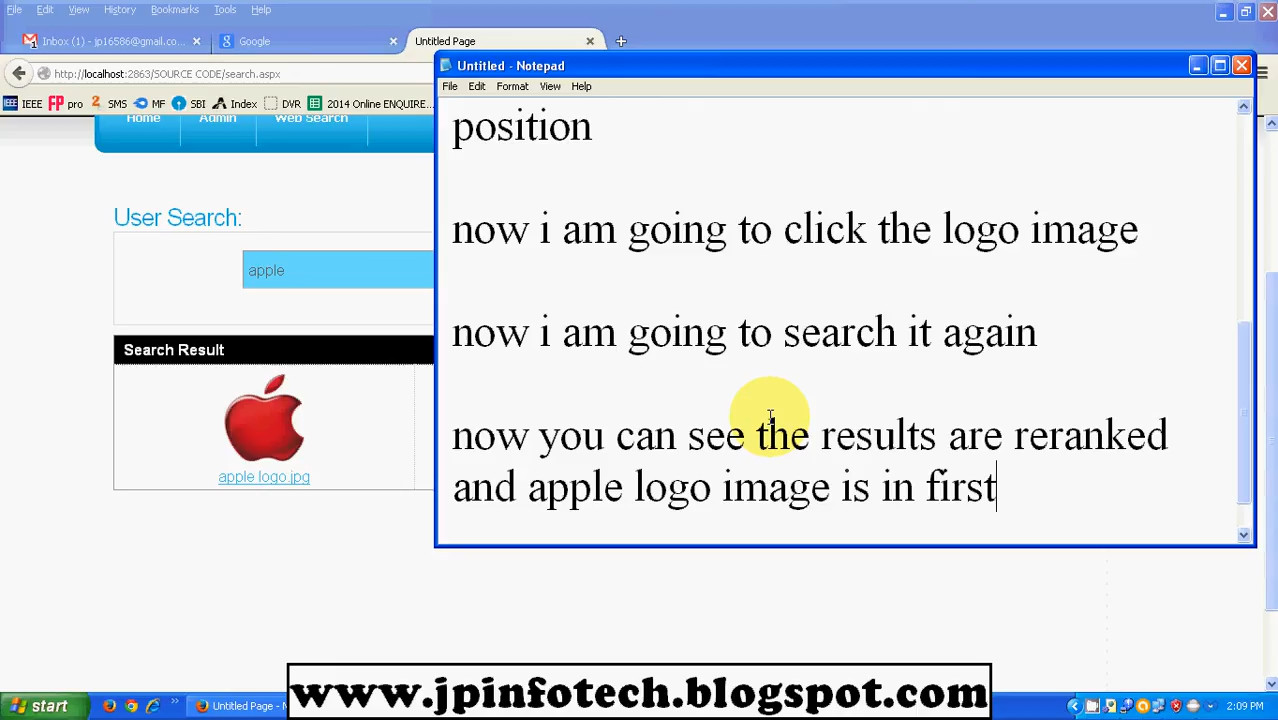 File Edit View History Bookmarks Tools Help
Inbox (1) - jp16586@gmail.co...
Google
Untitled Page
http://localhost:2863/SOURCE CODE/search.aspx
IEEE FP pro SMS MF SBI Index DVR 2014 Online ENQUIRE...
Home Admin Web Search
User Search:
apple
Search Result
apple logo.jpg
Untitled - Notepad
File Edit Format View Help
position
now i am going to click the logo image
now i am going to search it again
now you can see the results are reranked
and apple logo image is in first
www.jpinfotech.blogspot.com
start
Untitled Page - M
2:09 PM